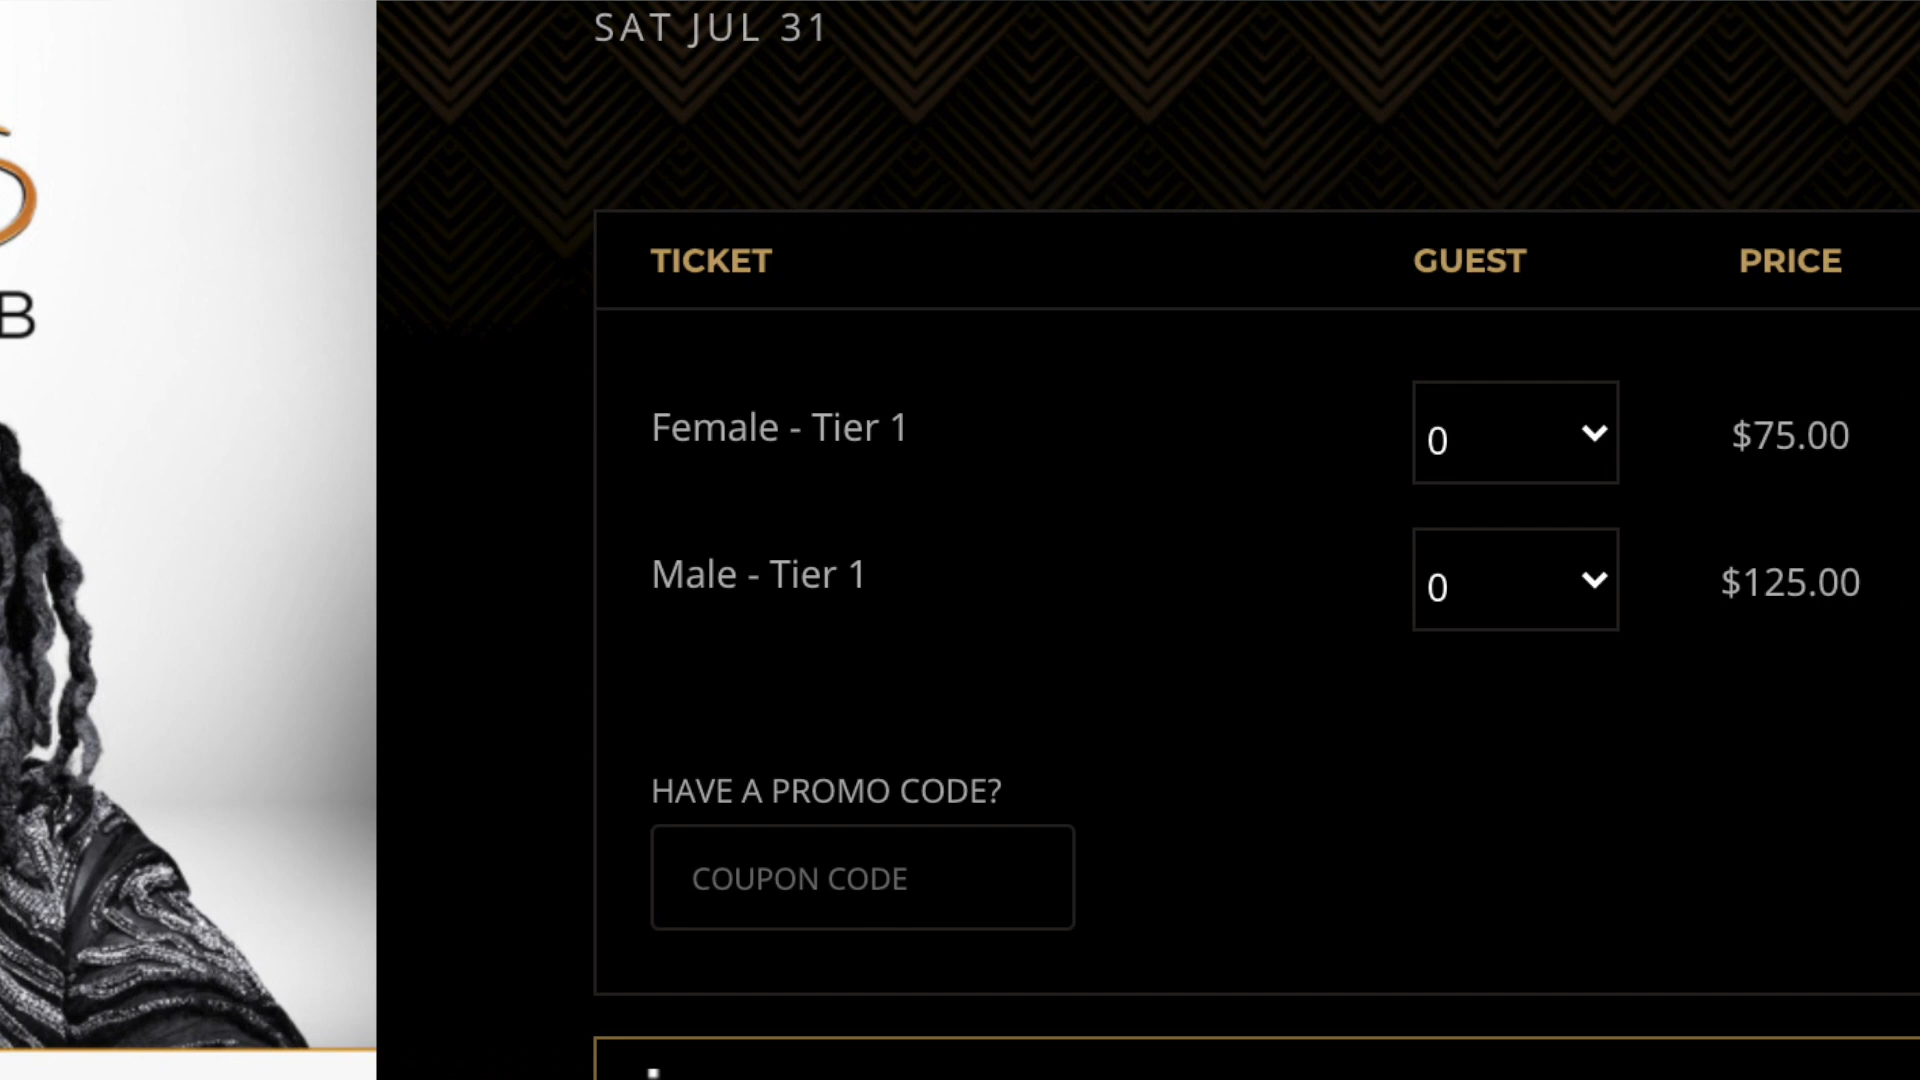 SAT JUL 31
B
TICKET GUEST PRICE
Female - Tier 1 0 $75.00
Male - Tier 1 0 $125.00
HAVE A PROMO CODE?
COUPON CODE